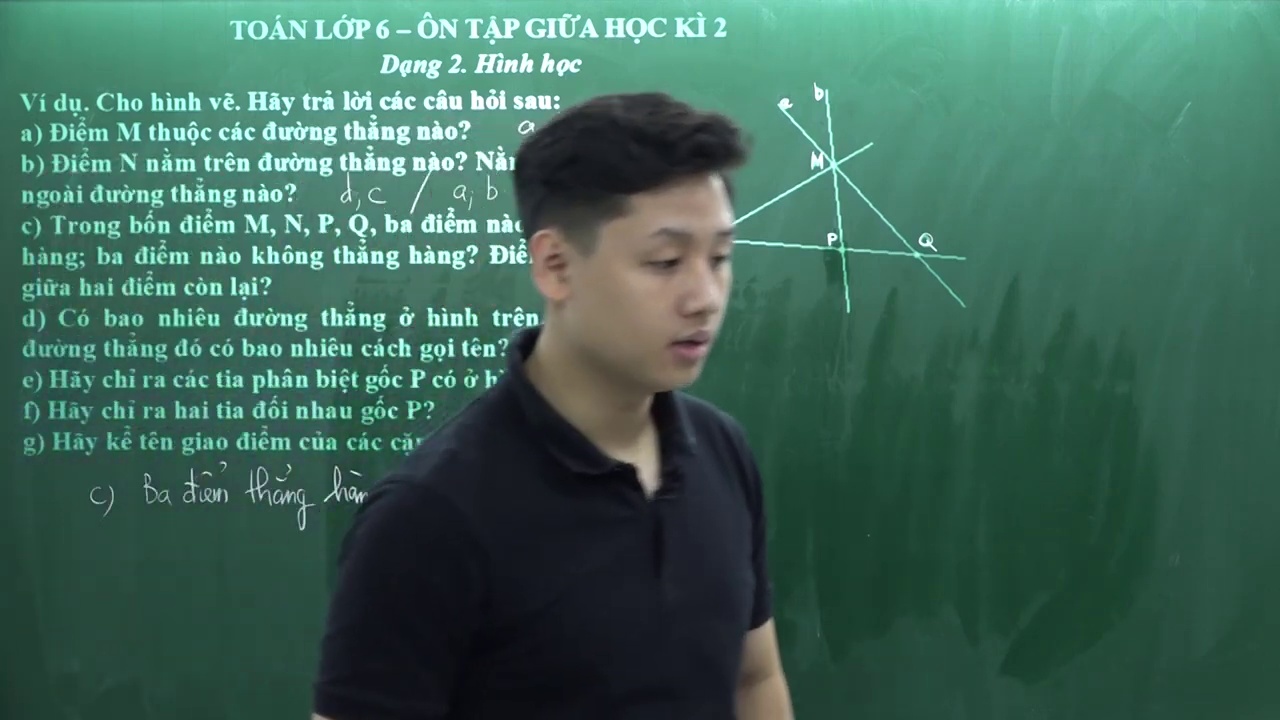 TOÁN LỚP 6 – ÔN TẬP GIỮA HỌC KÌ 2
Dạng 2. Hình học
Ví dụ. Cho hình vẽ. Hãy trả lời các câu hỏi sau:
a) Điểm M thuộc các đường thẳng nào? a
b) Điểm N nằm trên đường thẳng nào?
ngoài đường thẳng nào? d, c / a; b
c) Trong bốn điểm M, N, P, Q, ba điểm
hàng; ba điểm nào không thẳng hàng?
giữa hai điểm còn lại?
d) Có bao nhiêu đường thẳng ở hình trên
đường thẳng đó có bao nhiêu cách gọi tên?
e) Hãy chỉ ra các tia phân biệt gốc P có ở
f) Hãy chỉ ra hai tia đối nhau gốc P?
g) Hãy kể tên giao điểm của các
c) Ba điểm thẳng
a b
M
P Q